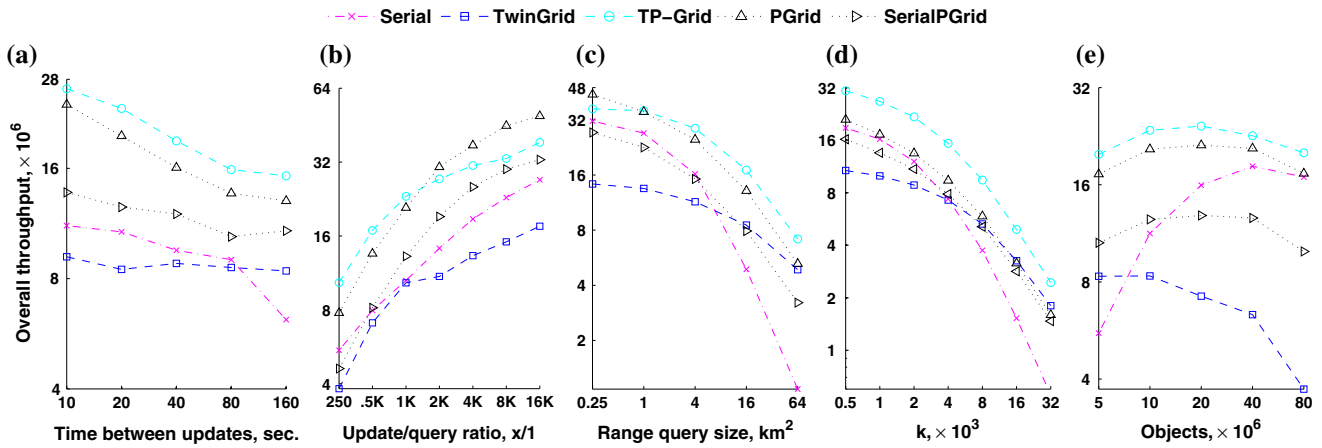 Serial TwinGrid TP-Grid PGrid SerialPGrid
(a) (b) (c) (d) (e)
Overall throughput, × 10⁶
28
16
8
4
10 20 40 80 160
Time between updates, sec.
64
32
16
8
4
250 .5K 1K 2K 4K 8K 16K
Update/query ratio, x/1
48
32
16
8
4
2
0.25 1 4 16 64
Range query size, km²
32
16
8
4
2
1
0.5 1 2 4 8 16 32
k, × 10³
32
16
8
4
5 10 20 40 80
Objects, × 10⁶